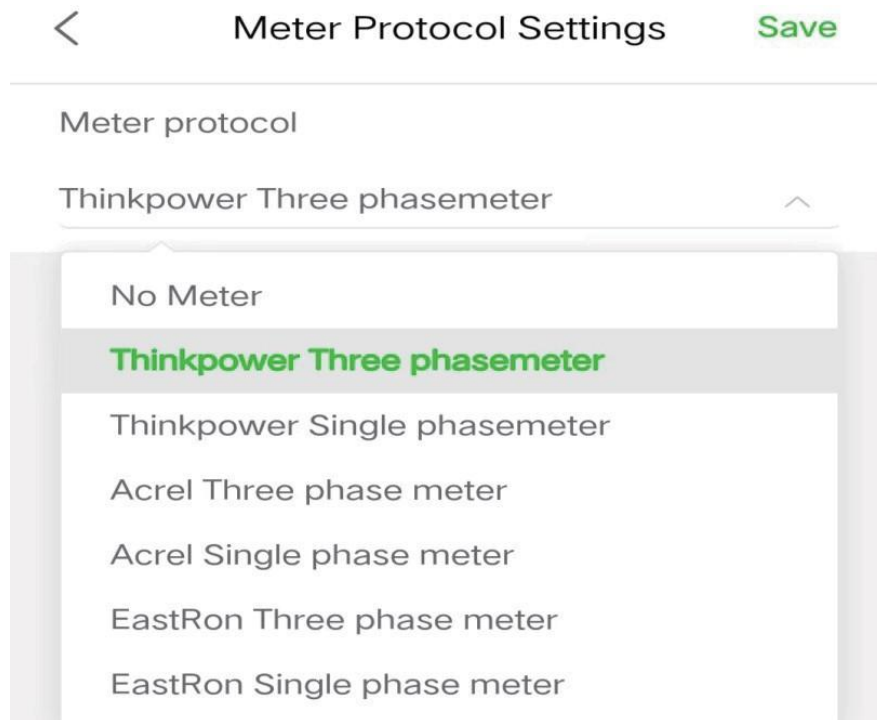 Meter Protocol Settings Save
Meter protocol
Thinkpower Three phasemeter
No Meter
Thinkpower Three phasemeter
Thinkpower Single phasemeter
Acrel Three phase meter
Acrel Single phase meter
EastRon Three phase meter
EastRon Single phase meter